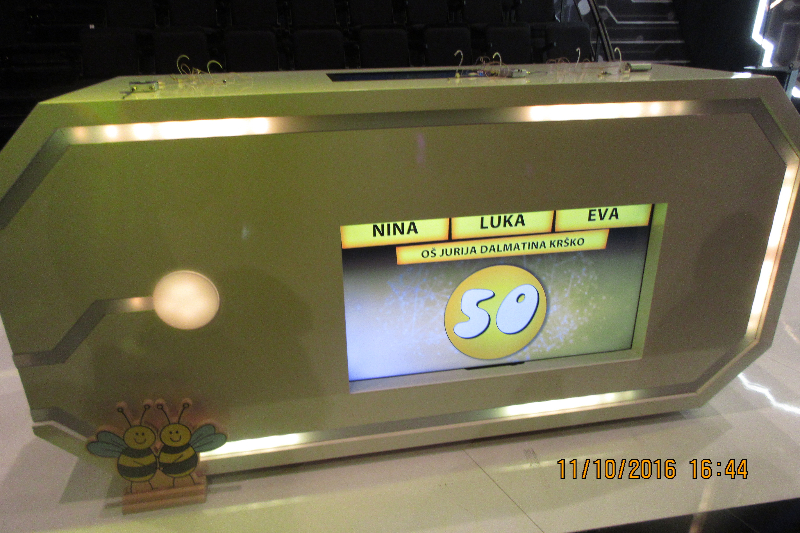 NINA LUKA EVA
OŠ JURIJA DALMATINA KRŠKO
50
11/10/2016 16:44